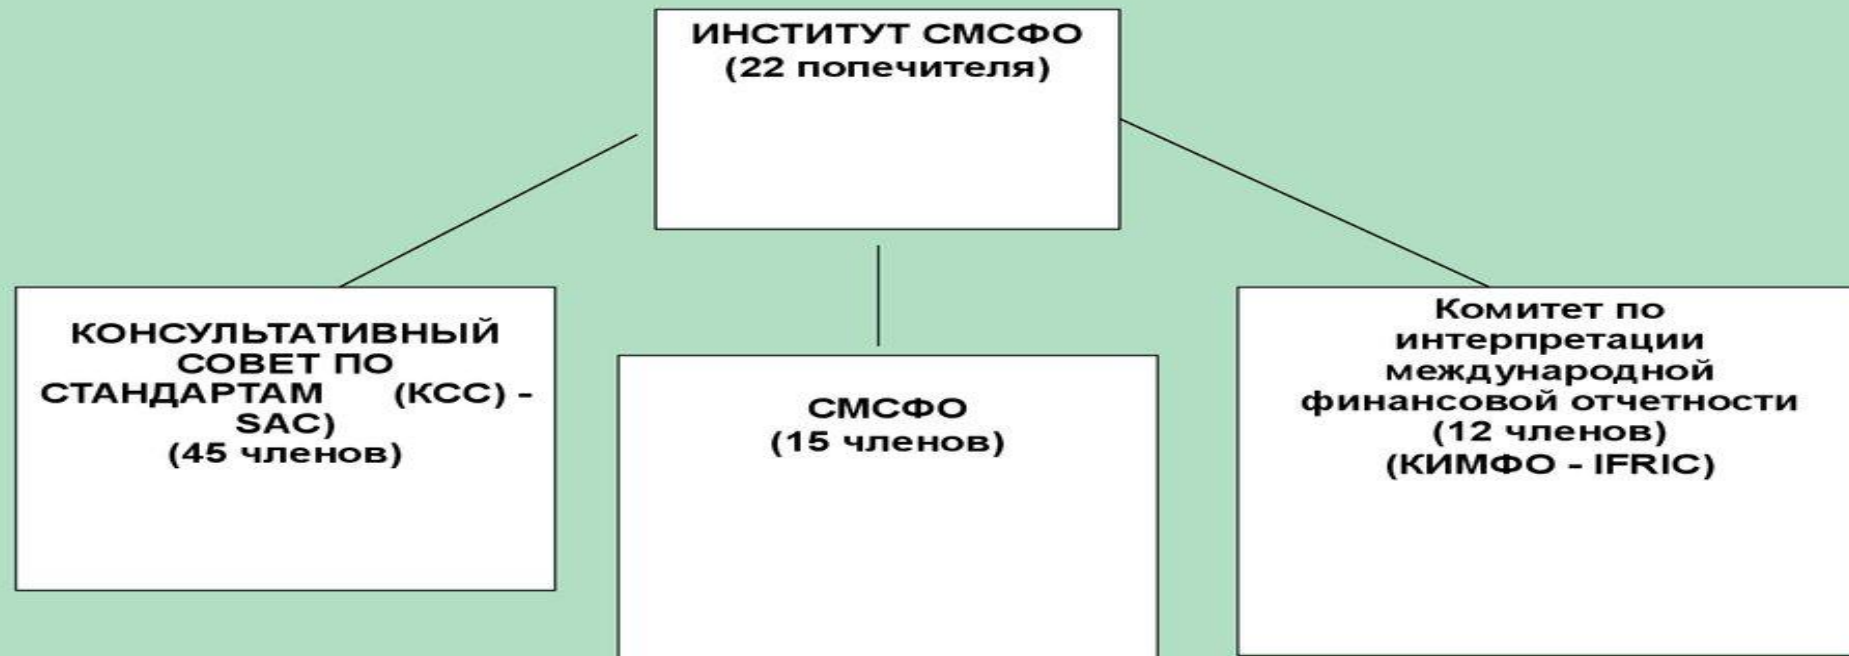 ИНСТИТУТ СМСФО
(22 попечителя)
КОНСУЛЬТАТИВНЫЙ
СОВЕТ ПО
СТАНДАРТАМ (КСС) -
SAC)
(45 членов)
СМСФО
(15 членов)
Комитет по
интерпретации
международной
финансовой отчетности
(12 членов)
(КИМФО - IFRIC)